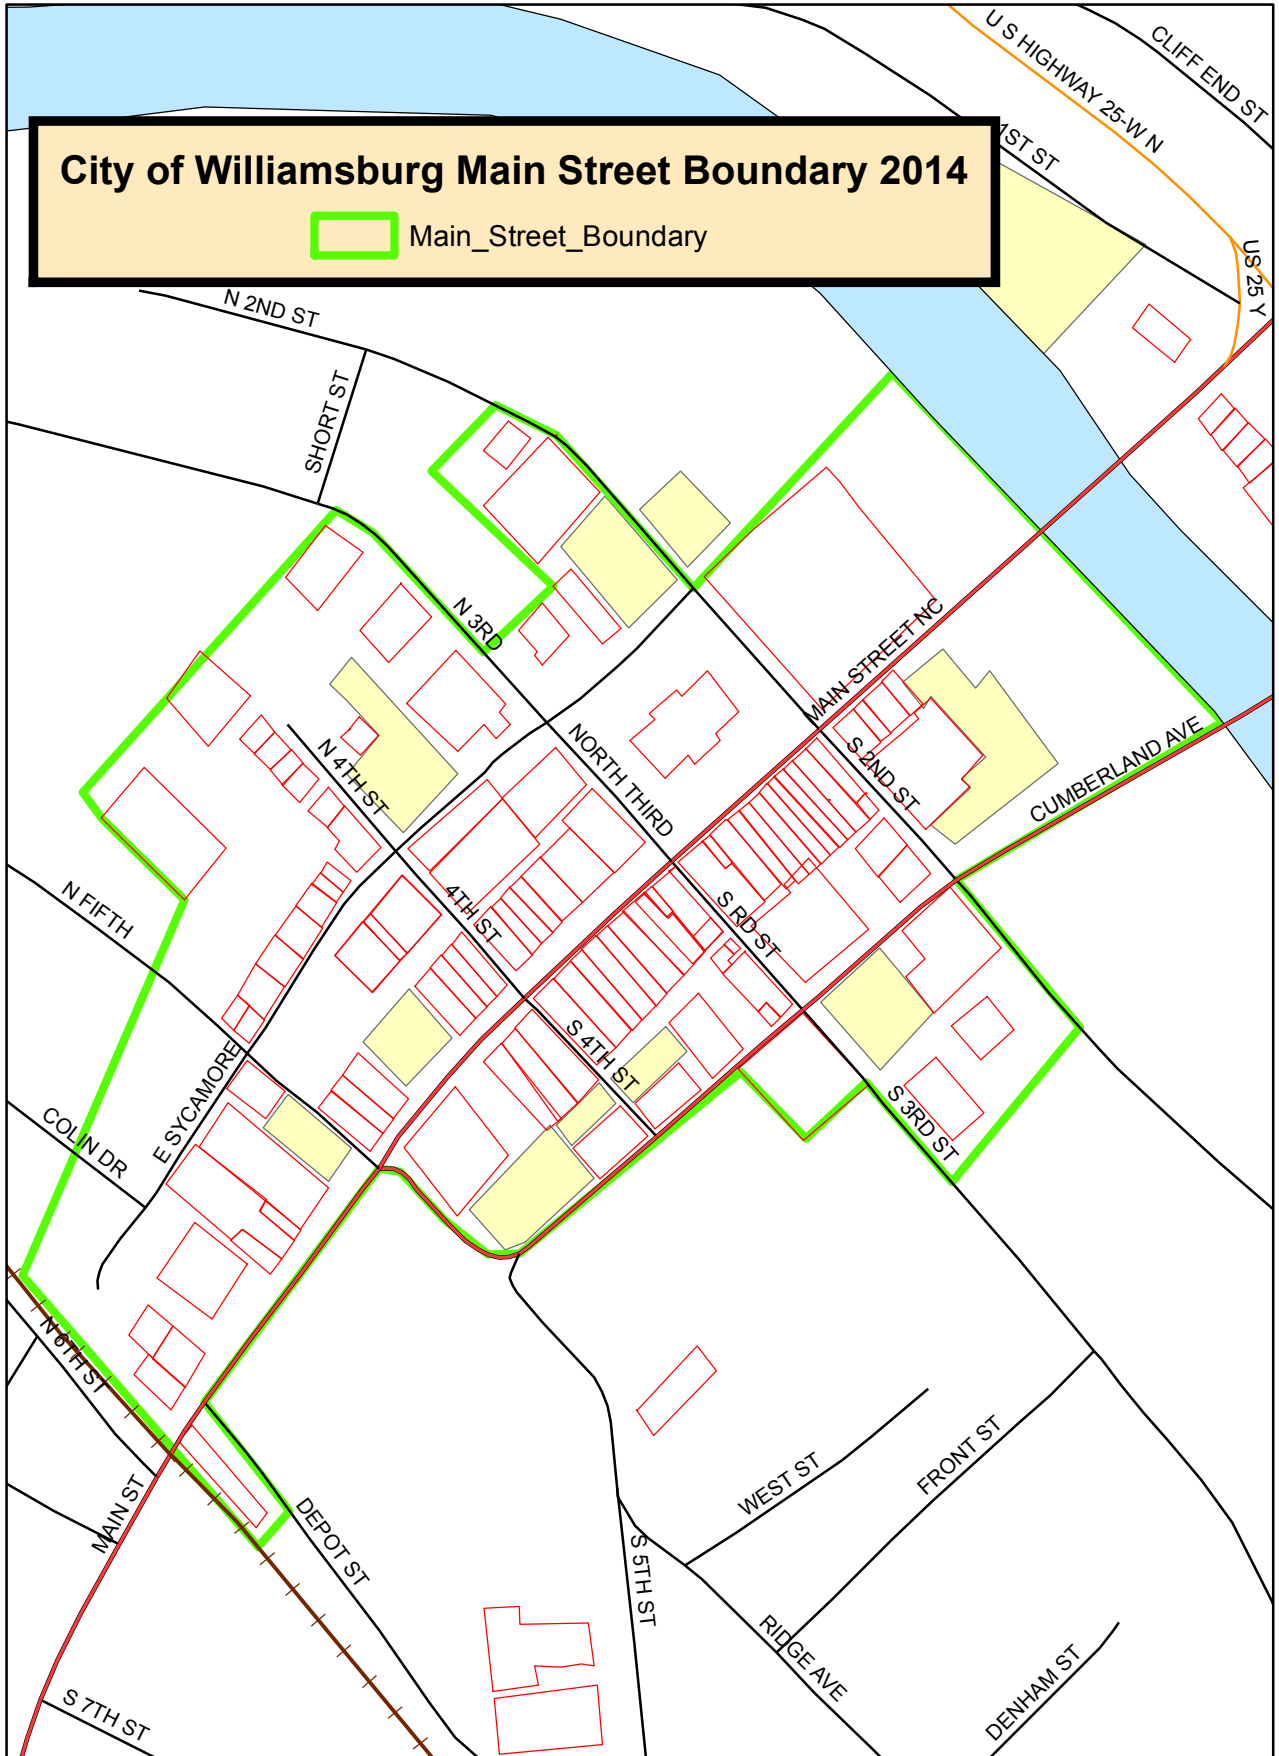 U S HIGHWAY 25-W N
CLIFF END ST
1ST ST
City of Williamsburg Main Street Boundary 2014
Main_Street_Boundary
US 25 Y
N 2ND ST
SHORT ST
N 3RD
MAIN STREET NC
N 4TH ST
NORTH THIRD
S 2ND ST
CUMBERLAND AVE
N FIFTH
4TH ST
S RD ST
S 4TH ST
E SYCAMORE
COLIN DR
S 3RD ST
N 6TH ST
MAIN ST
DEPOT ST
WEST ST
FRONT ST
S 5TH ST
RIDGE AVE
DENHAM ST
S 7TH ST